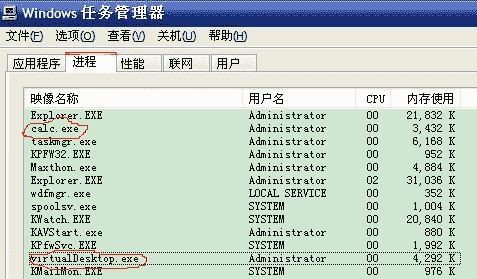 Windows 任务管理器
文件(F) 选项(O) 查看(V) 关机(U) 帮助(H)
应用程序 进程 性能 联网 用户
映像名称 用户名 CPU 内存使用
Explorer.EXE Administrator 00 21,832 K
calc.exe Administrator 00 3,432 K
taskmgr.exe Administrator 00 6,168 K
KPFW32.EXE Administrator 00 952 K
Maxthon.exe Administrator 00 4,884 K
Explorer.EXE Administrator 02 31,036 K
wdfmgr.exe LOCAL SERVICE 00 352 K
spoolsv.exe SYSTEM 00 1,004 K
KWatch.EXE SYSTEM 00 20,840 K
KAVStart.exe Administrator 00 880 K
KPfwSvc.EXE SYSTEM 00 1,992 K
virtualDesktop.exe Administrator 00 4,292 K
KMailMon.EXE SYSTEM 00 976 K